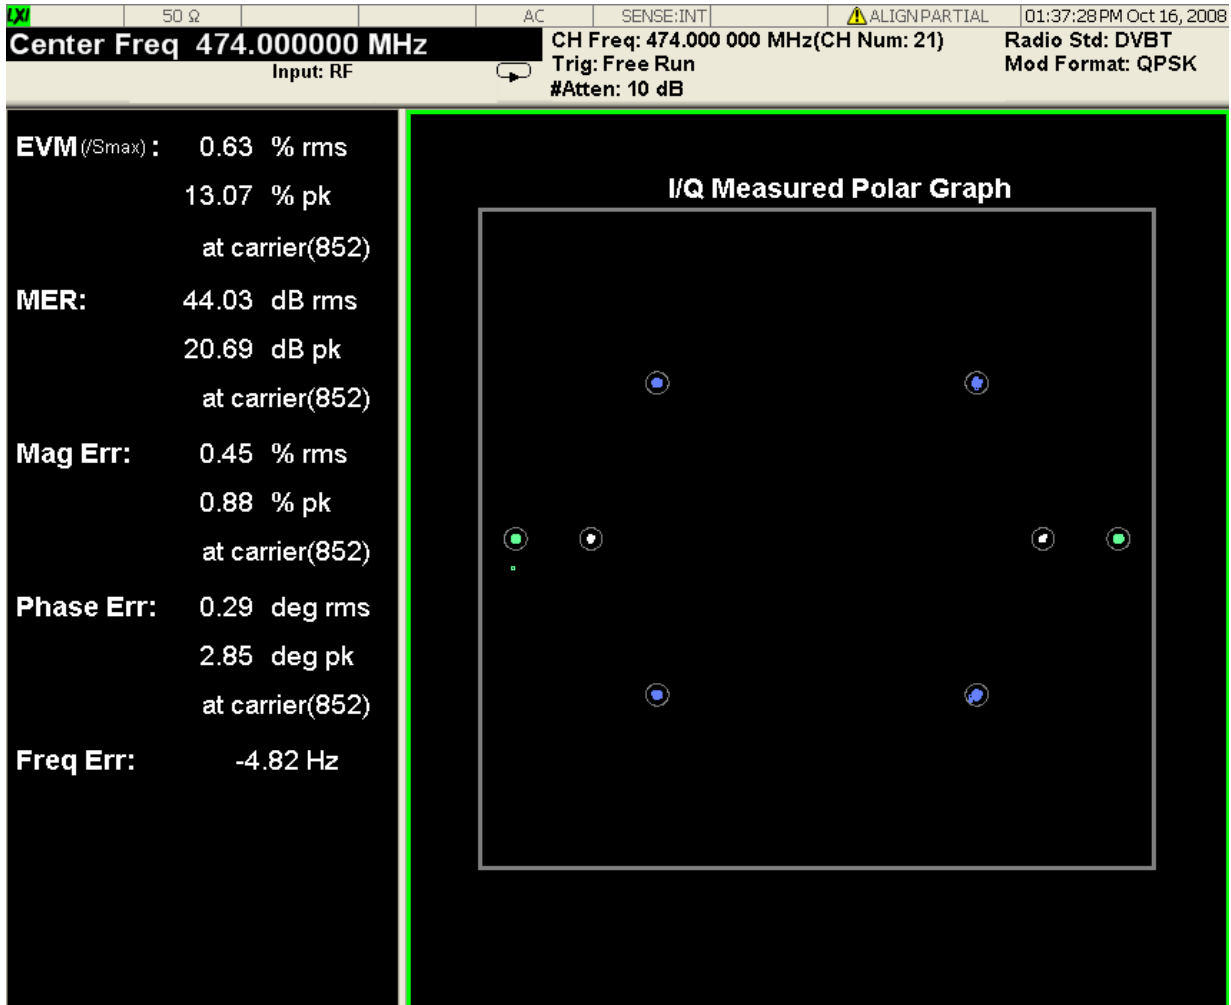 LXI 50 Ω AC SENSE:INT ALIGN PARTIAL 01:37:28 PM Oct 16, 2008
Center Freq 474.000000 MHz
Input: RF
CH Freq: 474.000 000 MHz(CH Num: 21)
Trig: Free Run
#Atten: 10 dB
Radio Std: DVBT
Mod Format: QPSK
EVM(/Smax): 0.63 % rms
13.07 % pk
at carrier(852)
MER: 44.03 dB rms
20.69 dB pk
at carrier(852)
Mag Err: 0.45 % rms
0.88 % pk
at carrier(852)
Phase Err: 0.29 deg rms
2.85 deg pk
at carrier(852)
Freq Err: -4.82 Hz
I/Q Measured Polar Graph